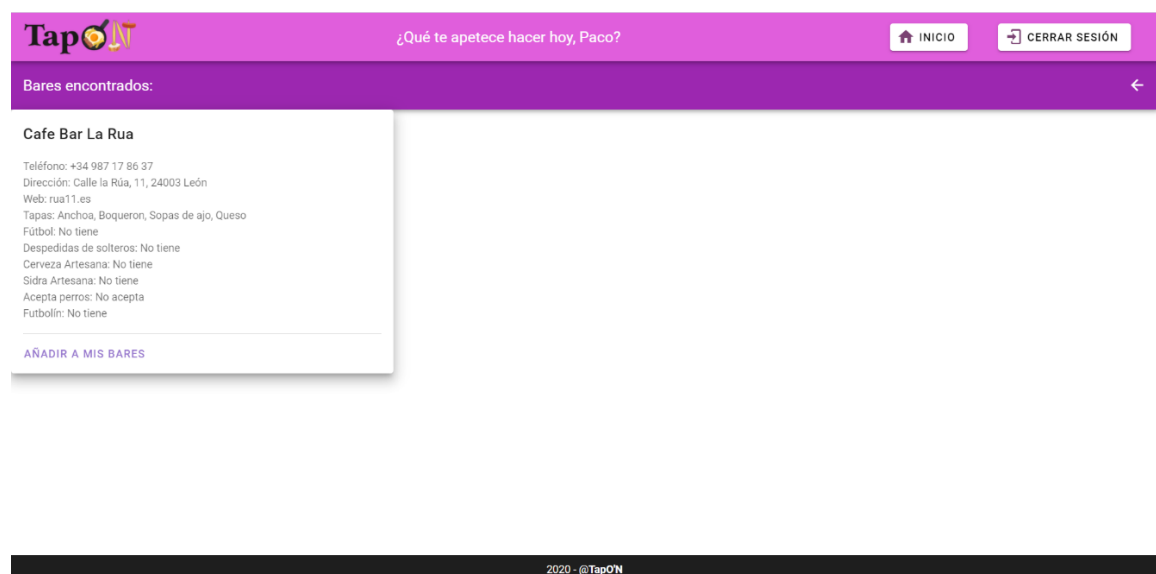 TapON
¿Qué te apetece hacer hoy, Paco?
INICIO
CERRAR SESIÓN
Bares encontrados:
Cafe Bar La Rua
Teléfono: +34 987 17 86 37
Dirección: Calle la Rúa, 11, 24003 León
Web: rua11.es
Tapas: Anchoa, Boqueron, Sopas de ajo, Queso
Fútbol: No tiene
Despedidas de solteros: No tiene
Cerveza Artesana: No tiene
Sidra Artesana: No tiene
Acepta perros: No acepta
Futbolín: No tiene
AÑADIR A MIS BARES
2020 - @TapO'N